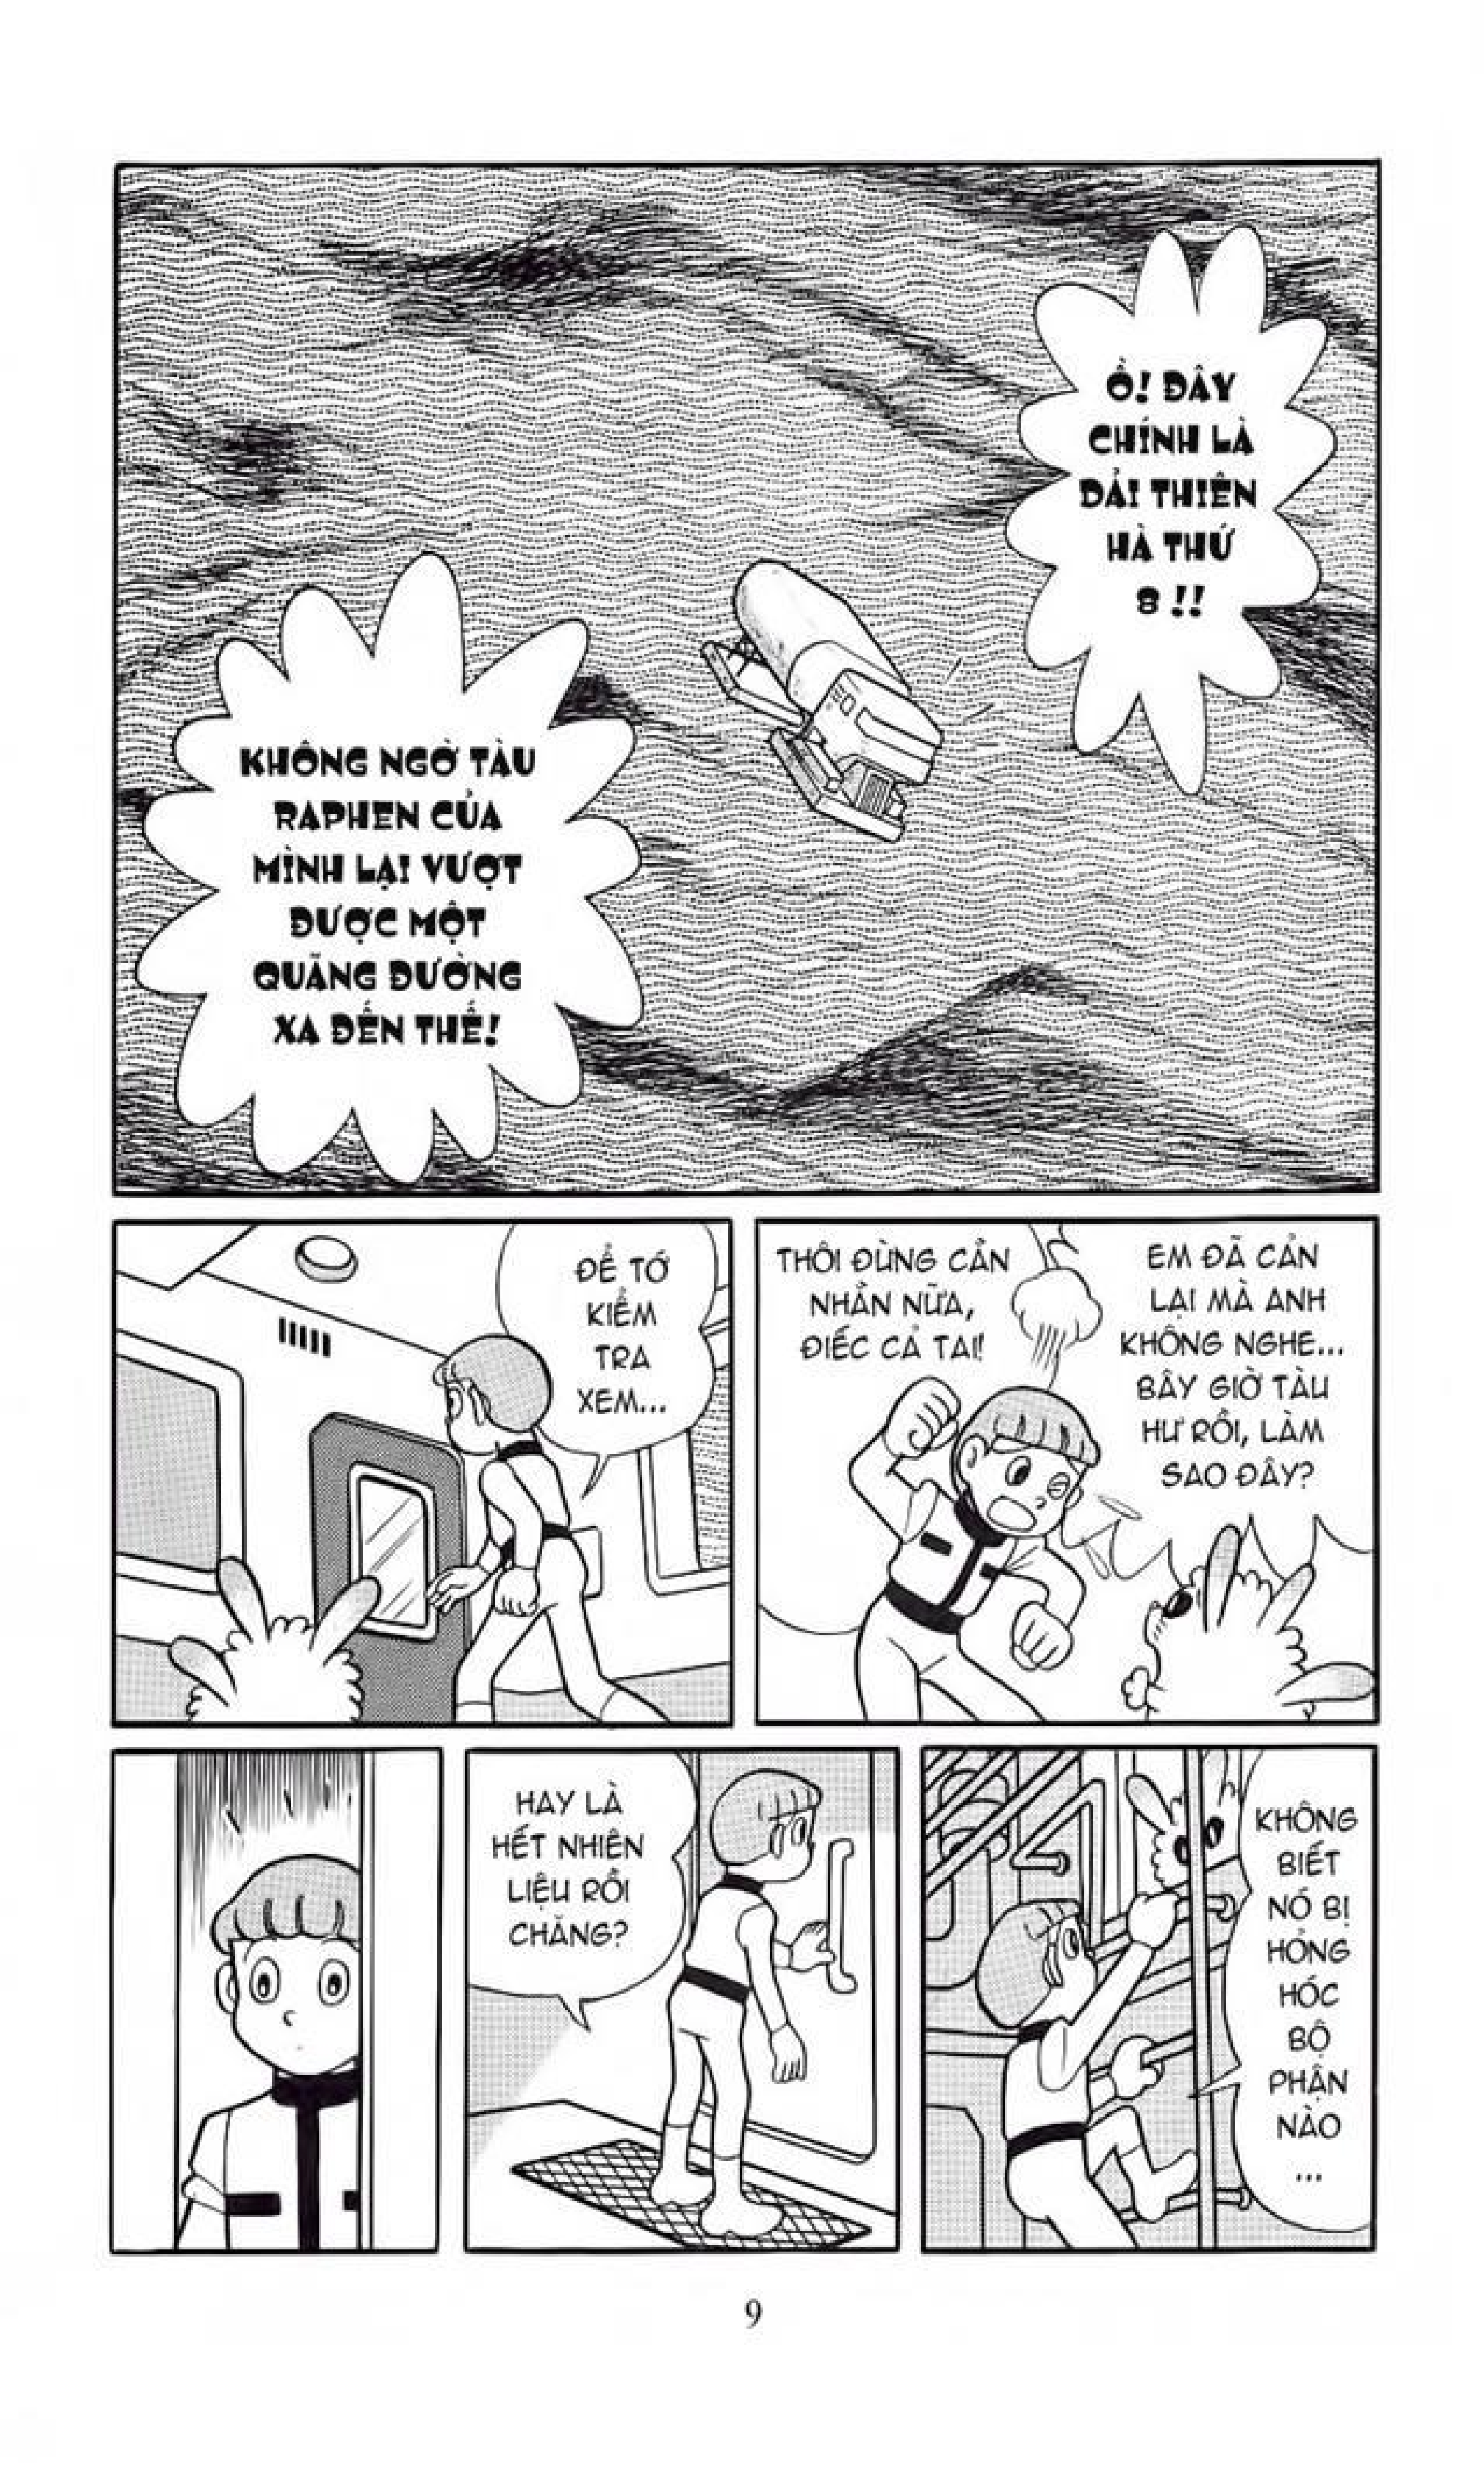 Ồ! ĐÂY
CHÍNH LÀ
DẢI THIÊN
HÀ THỨ
8 !!
KHÔNG NGỜ TÀU
RAPHEN CỦA
MÌNH LẠI VƯỢT
ĐƯỢC MỘT
QUÃNG ĐƯỜNG
XA ĐẾN THẾ!
EM ĐÃ CẢN
LẠI MÀ ANH
KHÔNG NGHE...
BÂY GIỜ TÀU
HƯ RỒI, LÀM
SAO ĐÂY?
THÔI ĐỪNG CẰN
NHẰN NỮA,
ĐIẾC CẢ TAI!
ĐỂ TỚ
KIỂM
TRA
XEM...
KHÔNG
BIẾT
NÓ BỊ
HỎNG
HÓC
BỘ
PHẬN
NÀO
...
HAY LÀ
HẾT NHIÊN
LIỆU RỒI
CHĂNG?
9